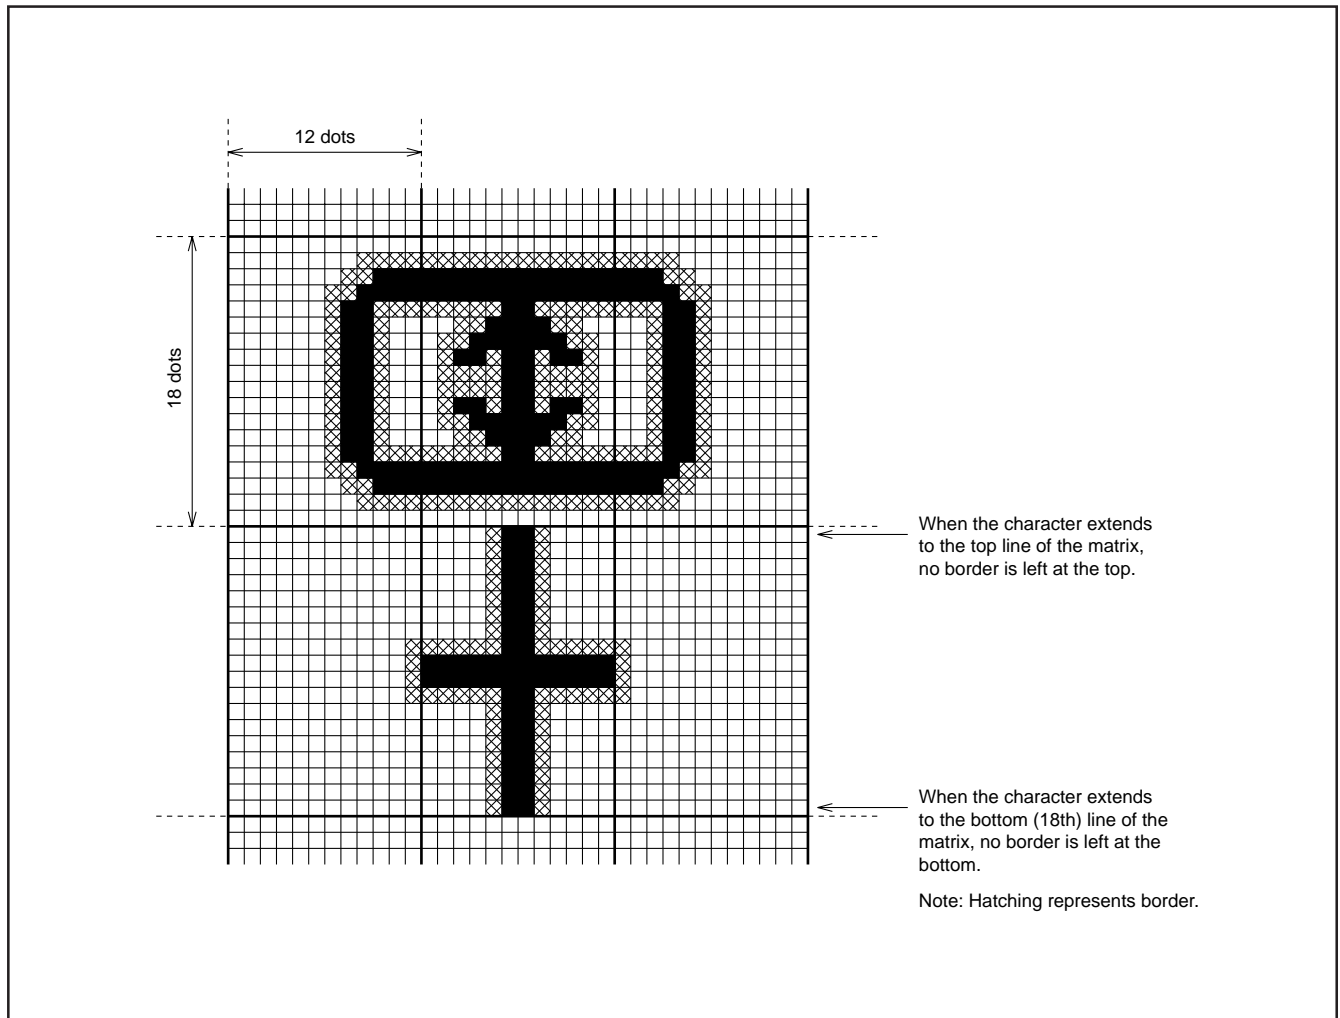 12 dots
18 dots
When the character extends
to the top line of the matrix,
no border is left at the top.
When the character extends
to the bottom (18th) line of the
matrix, no border is left at the
bottom.
Note: Hatching represents border.